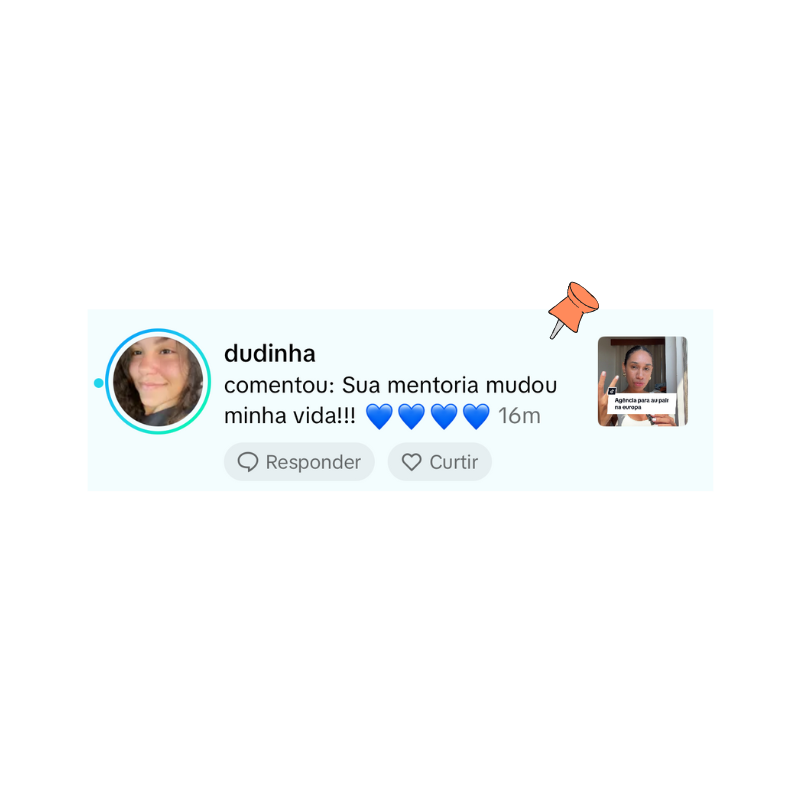 dudinha
comentou: Sua mentoria mudou
minha vida!!! 💙💙💙💙 16m
Responder
Curtir
Agência para au pair
na europa